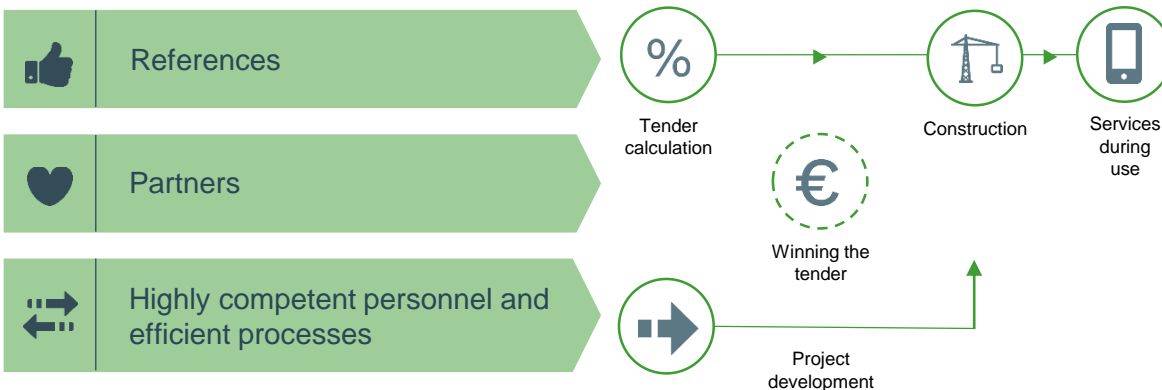 References
Partners
Highly competent personnel and
efficient processes
%
Tender
calculation
Construction
Services
during
use
€
Winning the
tender
Project
development